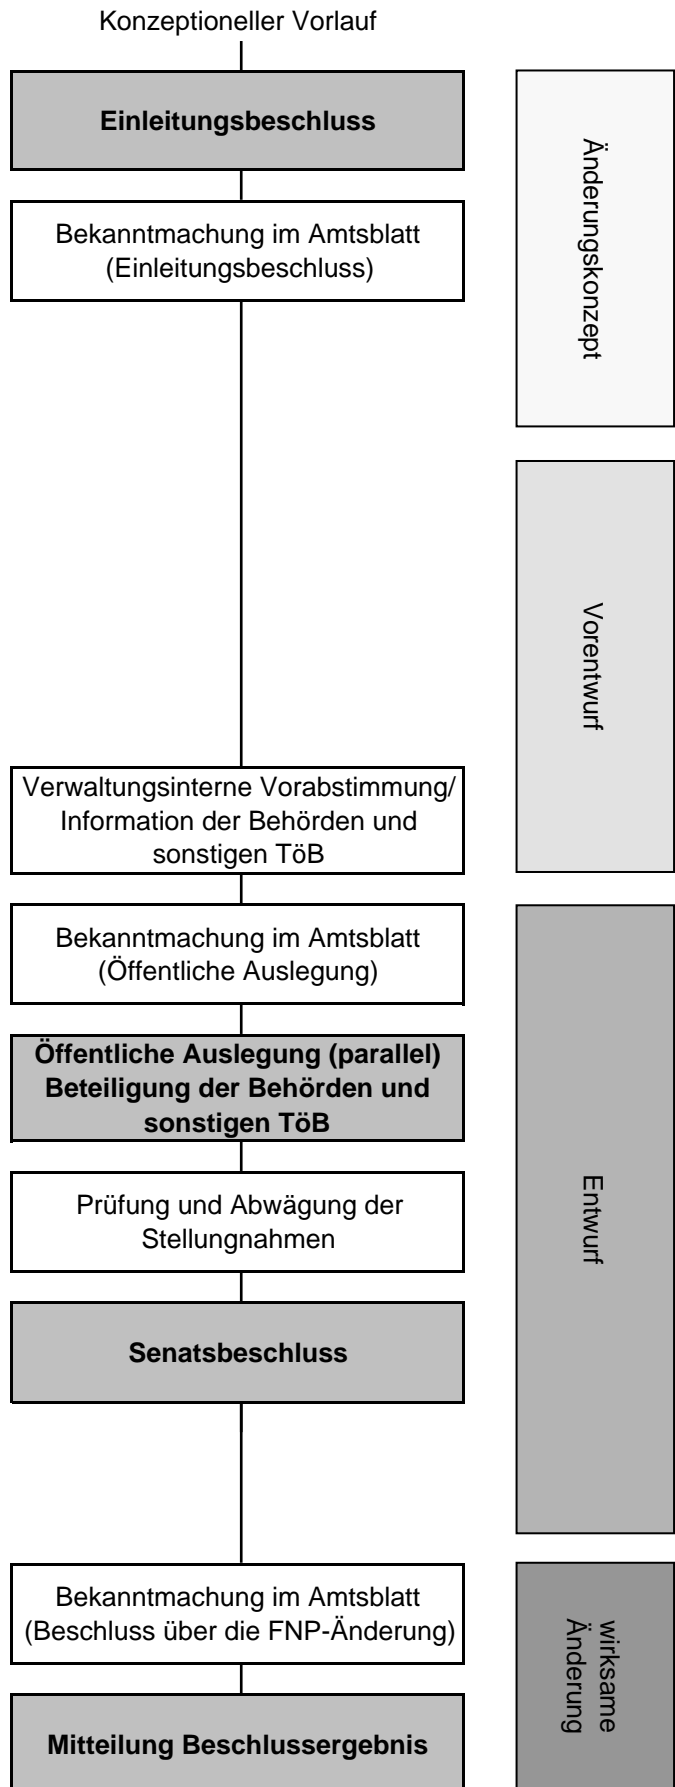 Konzeptioneller Vorlauf
Einleitungsbeschluss
Bekanntmachung im Amtsblatt
(Einleitungsbeschluss)
Änderungskonzept
Vorentwurf
Verwaltungsinterne Vorabstimmung/
Information der Behörden und
sonstigen TöB
Bekanntmachung im Amtsblatt
(Öffentliche Auslegung)
Öffentliche Auslegung (parallel)
Beteiligung der Behörden und
sonstigen TöB
Prüfung und Abwägung der
Stellungnahmen
Senatsbeschluss
Entwurf
Bekanntmachung im Amtsblatt
(Beschluss über die FNP-Änderung)
Mitteilung Beschlussergebnis
wirksame
Änderung